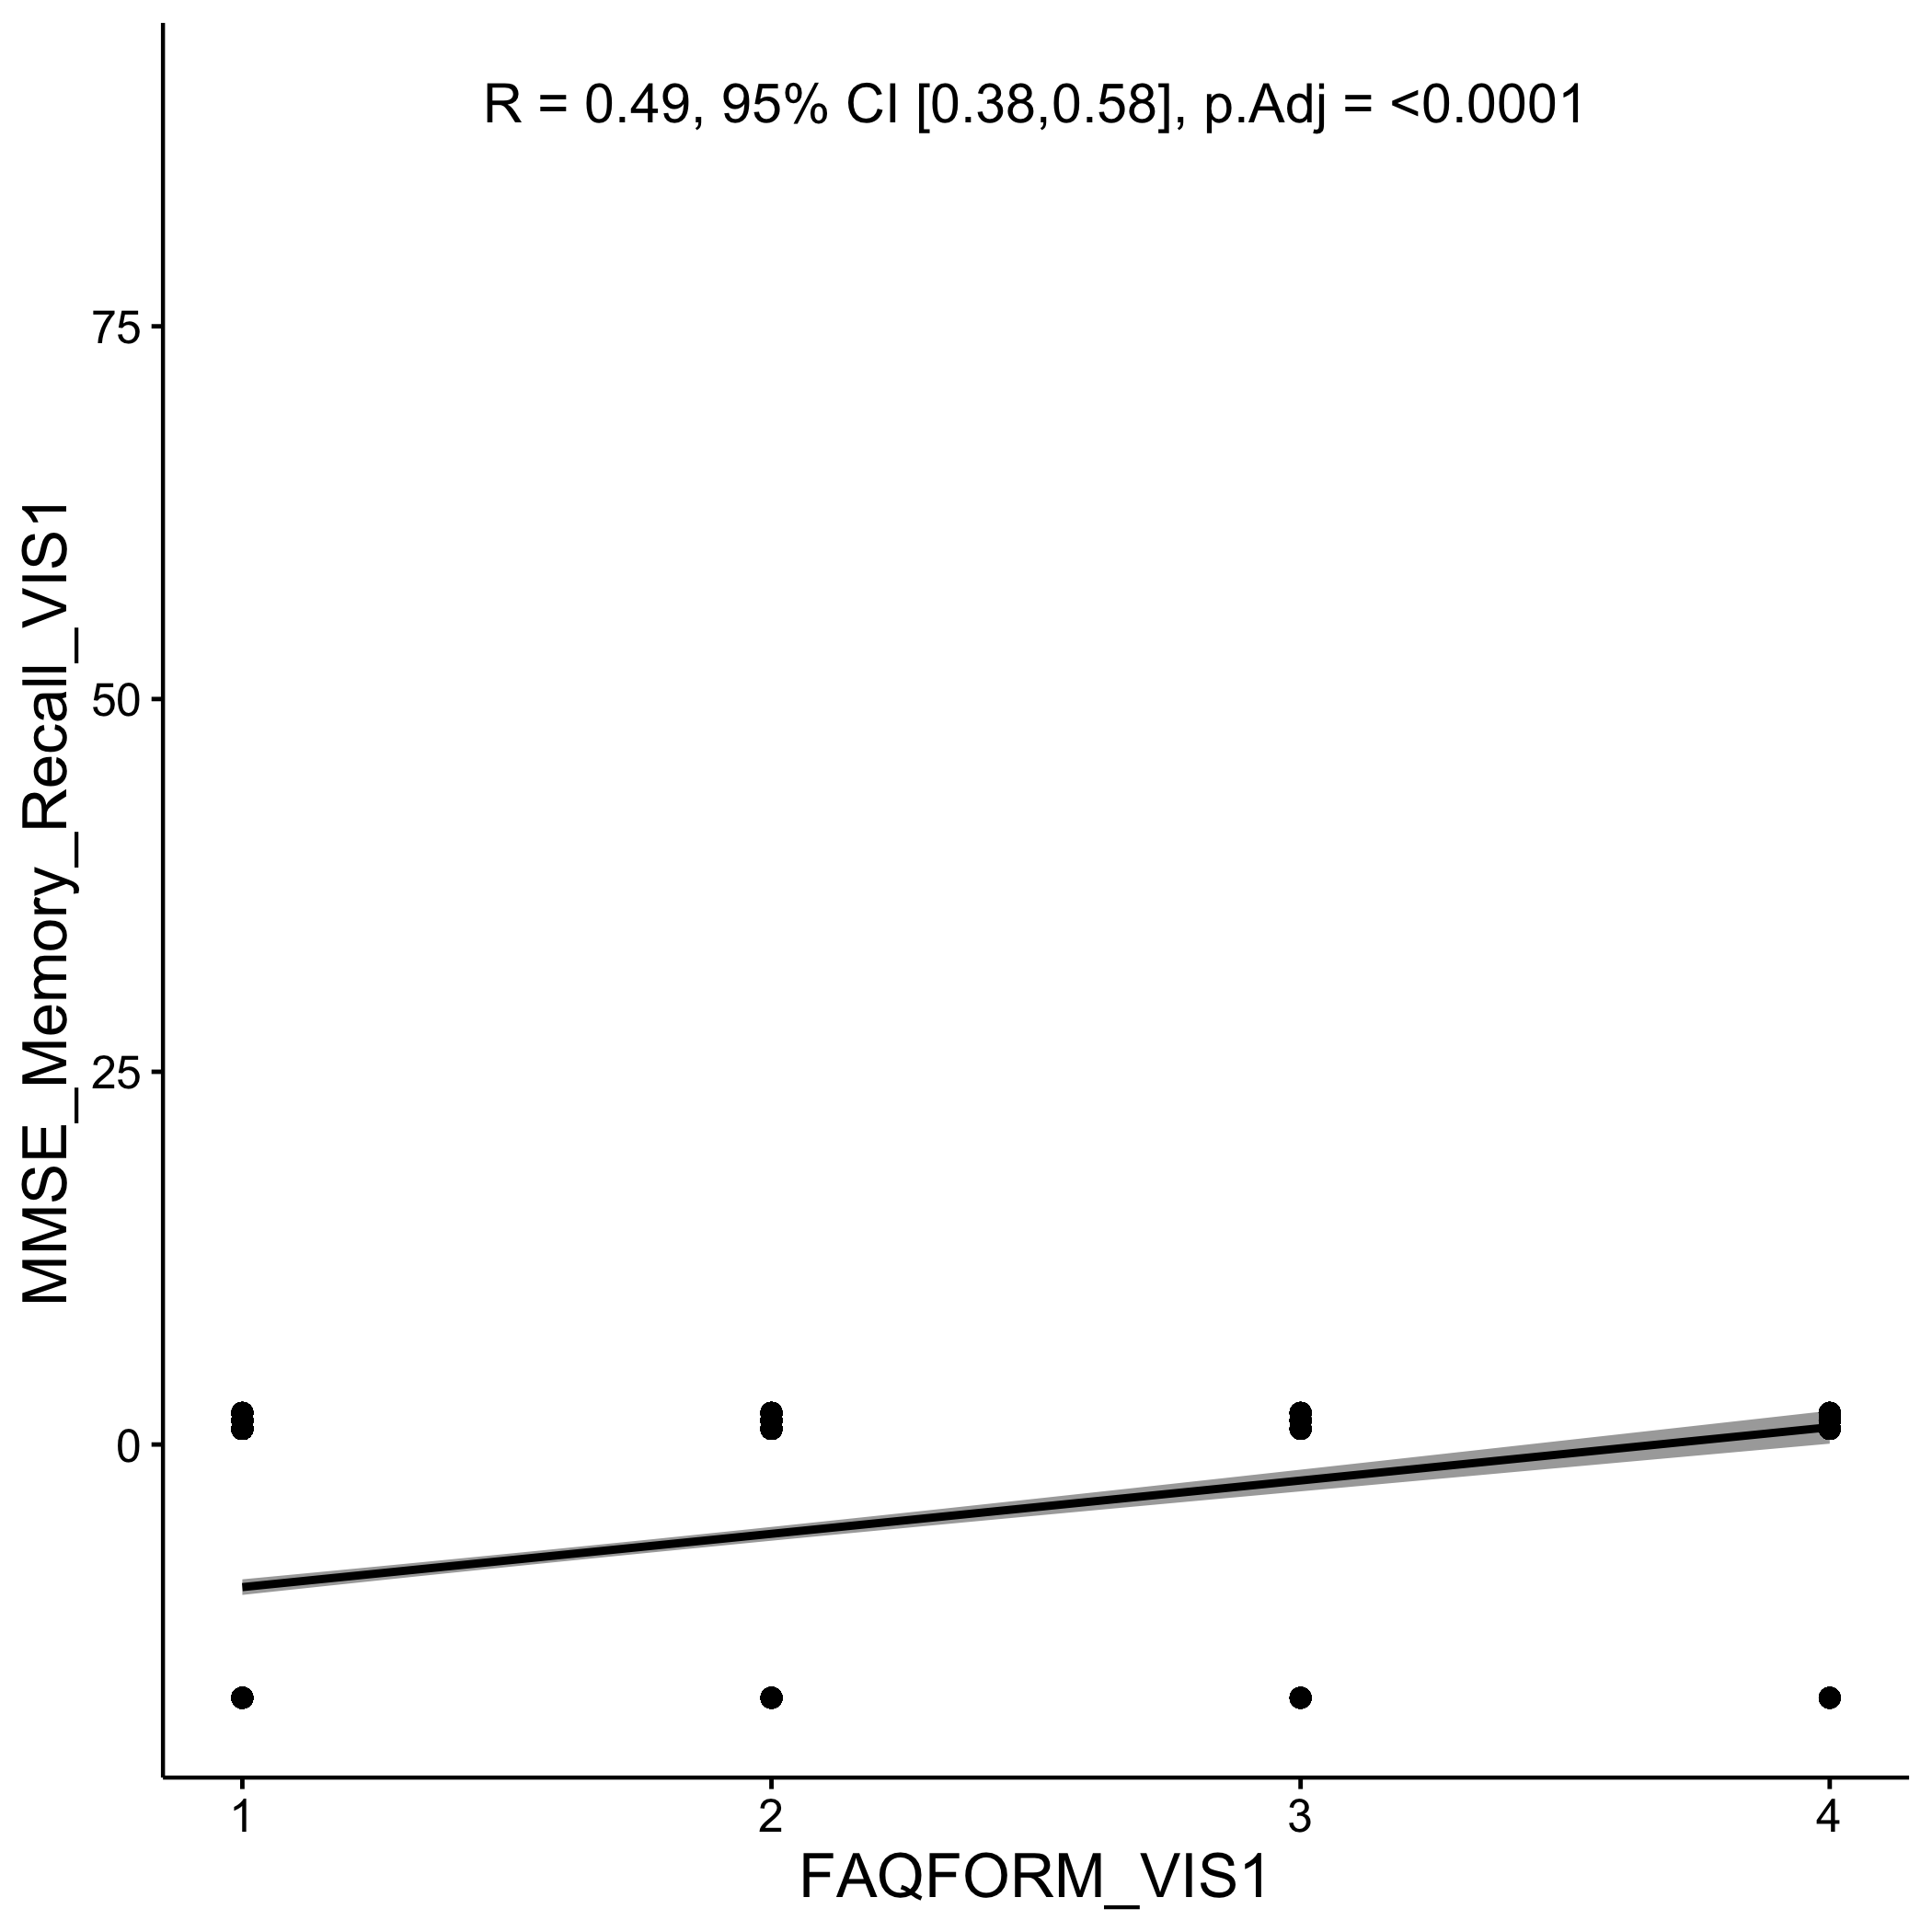 R = 0.49, 95% CI [0.38,0.58], p.Adj = <0.0001
MMSE_Memory_Recall_VIS1
75
50
25
0
1 2 3 4
FAQFORM_VIS1